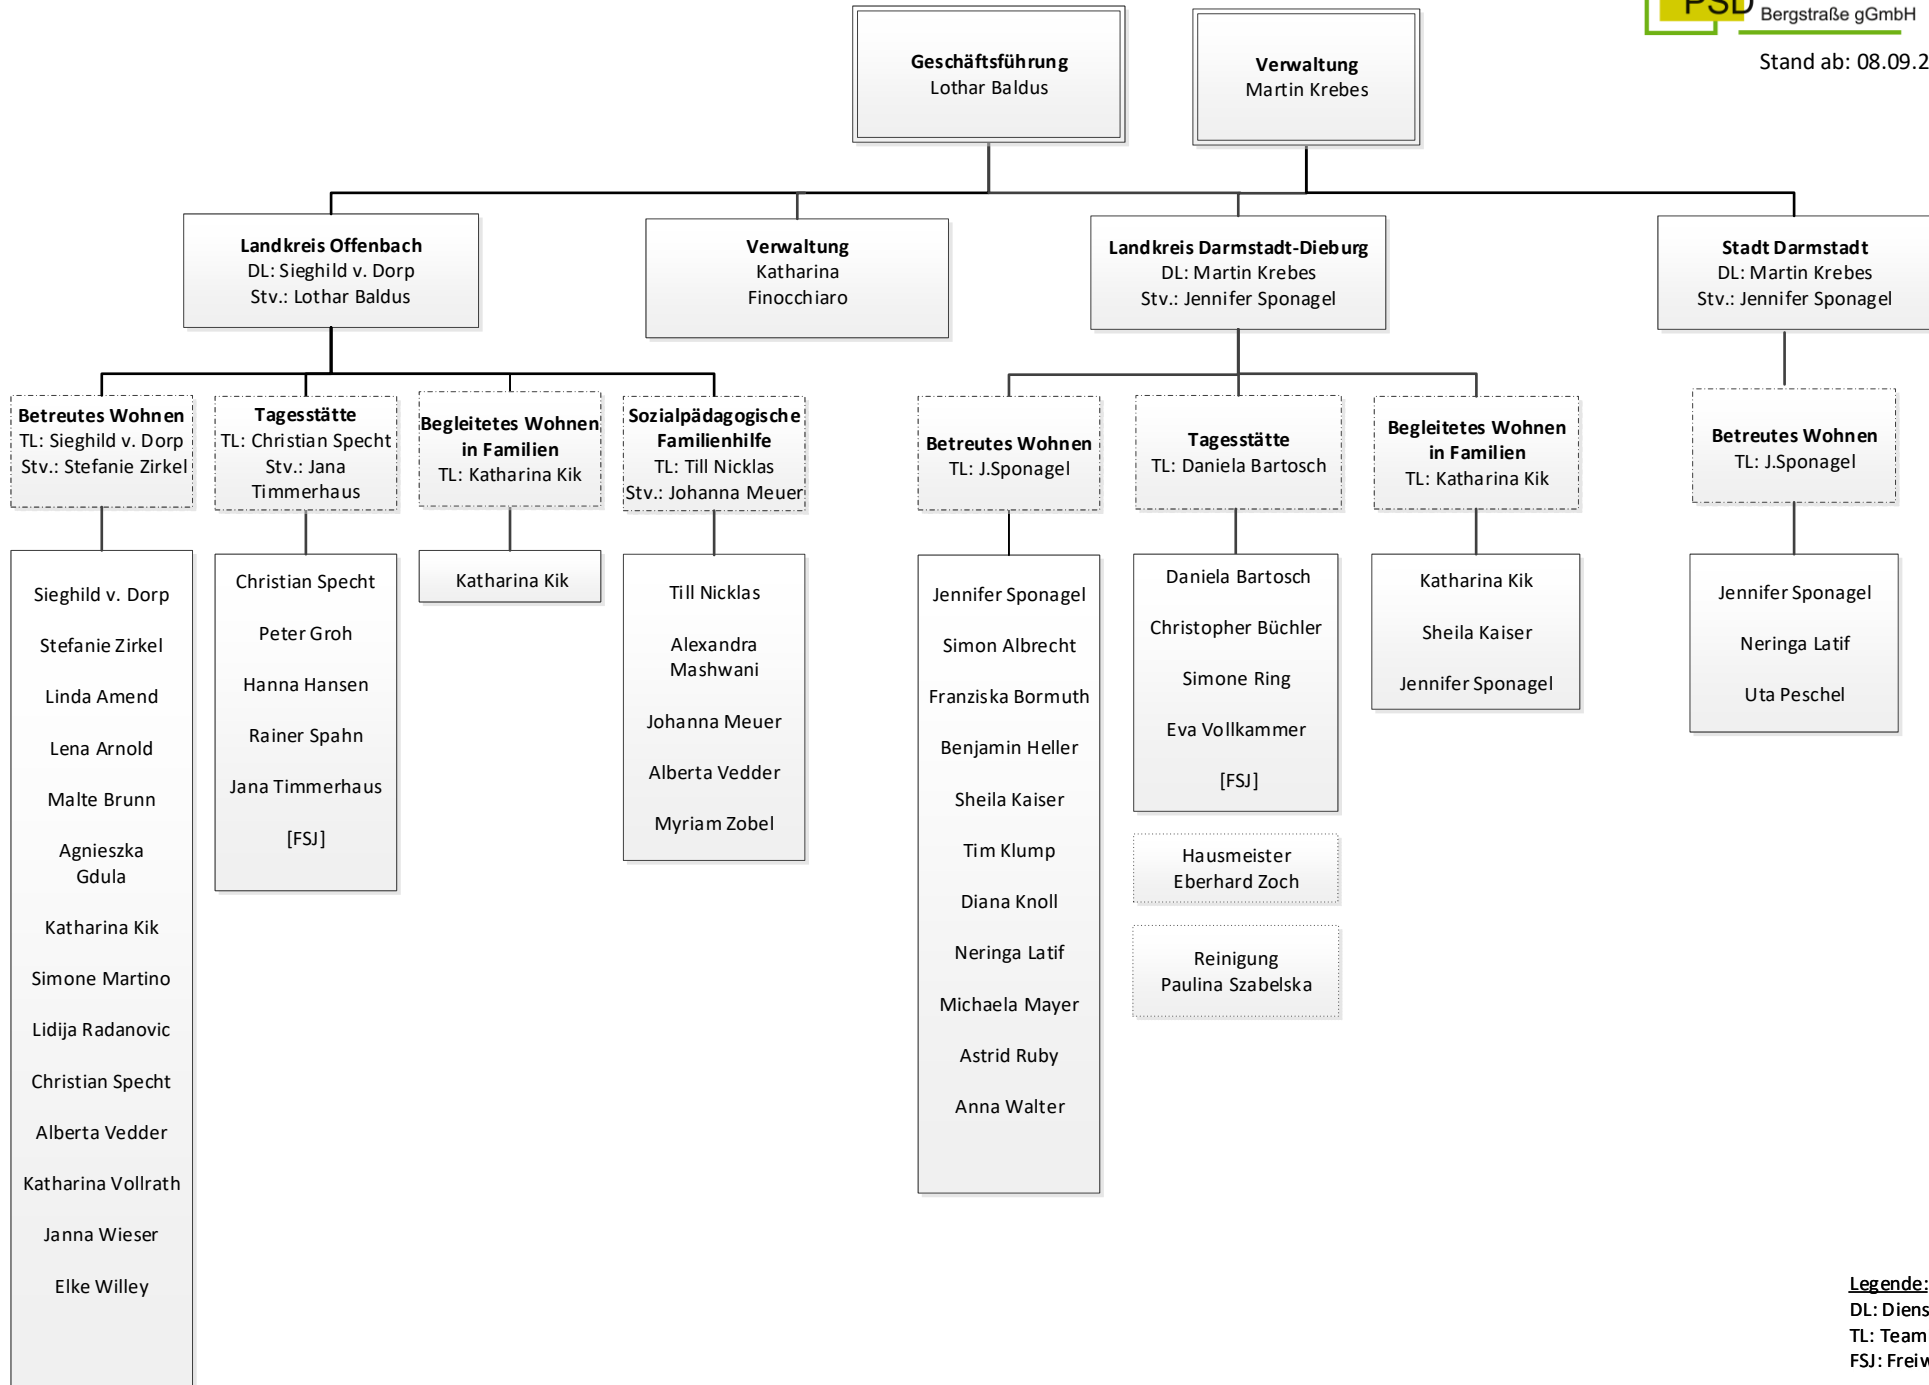 PSD
Bergstraße gGmbH
Stand ab: 08.09.2
Geschäftsführung
Lothar Baldus
Verwaltung
Martin Krebes
Landkreis Offenbach
DL: Sieghild v. Dorp
Stv.: Lothar Baldus
Verwaltung
Katharina
Finocchiaro
Landkreis Darmstadt-Dieburg
DL: Martin Krebes
Stv.: Jennifer Sponagel
Stadt Darmstadt
DL: Martin Krebes
Stv.: Jennifer Sponagel
Betreutes Wohnen
TL: Sieghild v. Dorp
Stv.: Stefanie Zirkel
Tagesstätte
TL: Christian Specht
Stv.: Jana
Timmerhaus
Begleitetes Wohnen
in Familien
TL: Katharina Kik
Sozialpädagogische
Familienhilfe
TL: Till Nicklas
Stv.: Johanna Meuer
Betreutes Wohnen
TL: J.Sponagel
Tagesstätte
TL: Daniela Bartosch
Begleitetes Wohnen
in Familien
TL: Katharina Kik
Betreutes Wohnen
TL: J.Sponagel
Sieghild v. Dorp
Stefanie Zirkel
Linda Amend
Lena Arnold
Malte Brunn
Agnieszka
Gdula
Katharina Kik
Simone Martino
Lidija Radanovic
Christian Specht
Alberta Vedder
Katharina Vollrath
Janna Wieser
Elke Willey
Christian Specht
Peter Groh
Hanna Hansen
Rainer Spahn
Jana Timmerhaus
[FSJ]
Katharina Kik
Till Nicklas
Alexandra
Mashwani
Johanna Meuer
Alberta Vedder
Myriam Zobel
Jennifer Sponagel
Simon Albrecht
Franziska Bormuth
Benjamin Heller
Sheila Kaiser
Tim Klump
Diana Knoll
Neringa Latif
Michaela Mayer
Astrid Ruby
Anna Walter
Daniela Bartosch
Christopher Büchler
Simone Ring
Eva Vollkammer
[FSJ]
Hausmeister
Eberhard Zoch
Reinigung
Paulina Szabelska
Katharina Kik
Sheila Kaiser
Jennifer Sponagel
Jennifer Sponagel
Neringa Latif
Uta Peschel
Legende:
DL: Diens
TL: Team
FSJ: Freiw